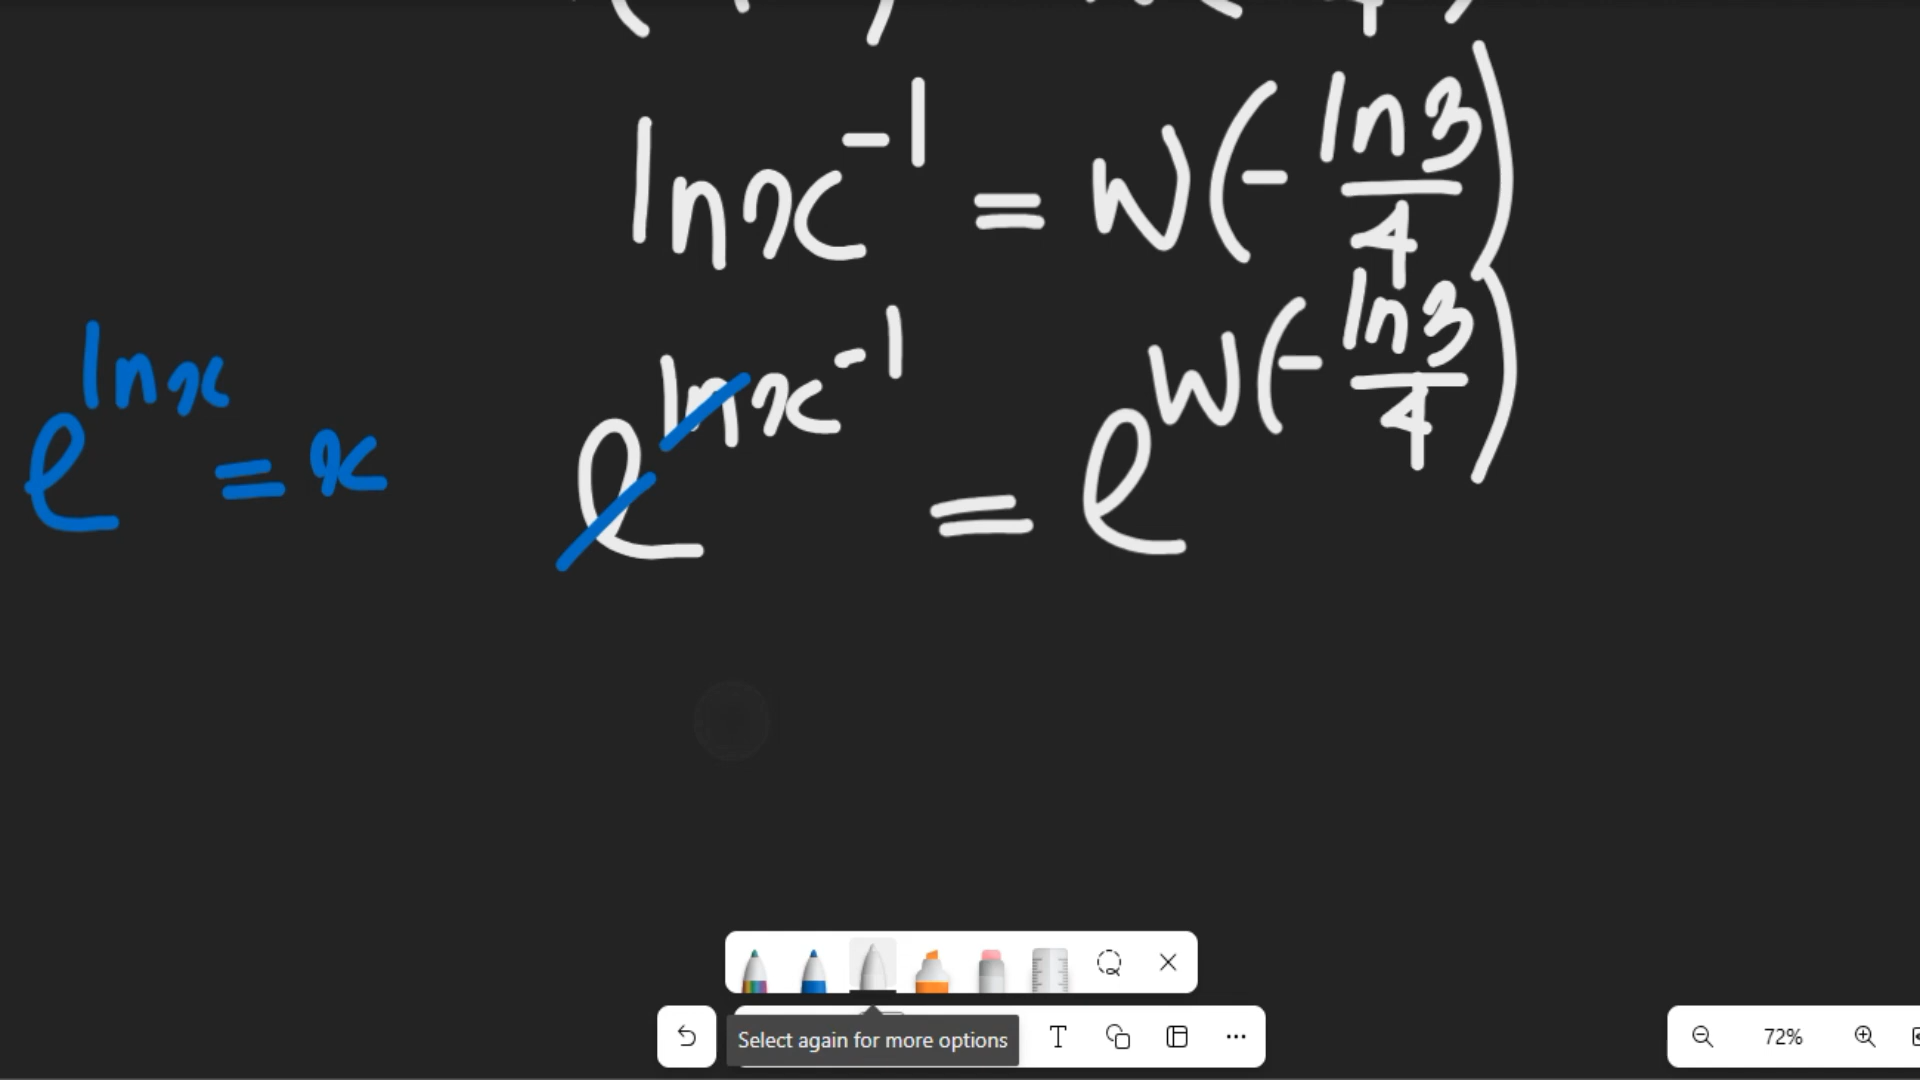 ln x⁻¹ = W(-ln3/4)
e^(ln x) = x
e^(ln x⁻¹) = e^(W(-ln3/4))
Select again for more options
T
72%